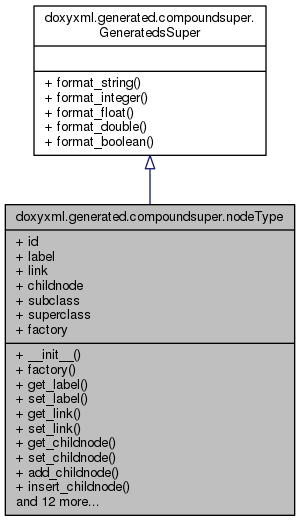 doxyxml.generated.compoundsuper.
GeneratedsSuper
+ format_string()
+ format_integer()
+ format_float()
+ format_double()
+ format_boolean()
doxyxml.generated.compoundsuper.nodeType
+ id
+ label
+ link
+ childnode
+ subclass
+ superclass
+ factory
+ __init__()
+ factory()
+ get_label()
+ set_label()
+ get_link()
+ set_link()
+ get_childnode()
+ set_childnode()
+ add_childnode()
+ insert_childnode()
and 12 more...